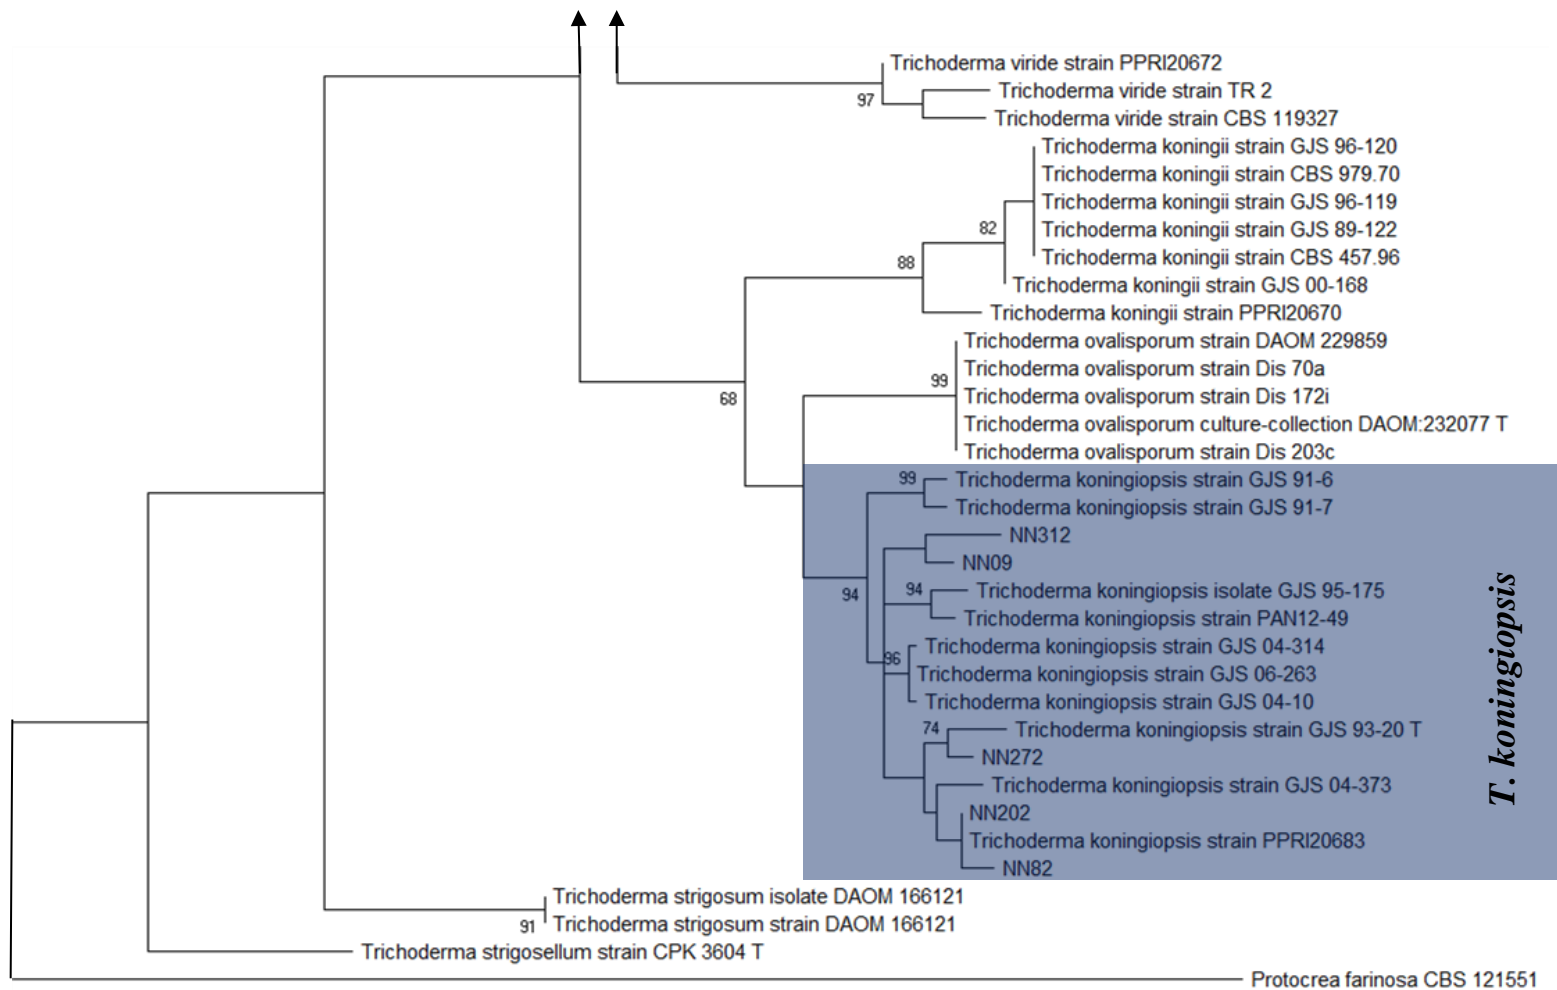 Trichoderma viride strain PPRI20672
Trichoderma viride strain TR 2
97
Trichoderma viride strain CBS 119327
Trichoderma koningii strain GJS 96-120
Trichoderma koningii strain CBS 979.70
Trichoderma koningii strain GJS 96-119
82
Trichoderma koningii strain GJS 89-122
Trichoderma koningii strain CBS 457.96
88
Trichoderma koningii strain GJS 00-168
Trichoderma koningii strain PPRI20670
Trichoderma ovalisporum strain DAOM 229859
Trichoderma ovalisporum strain Dis 70a
99
Trichoderma ovalisporum strain Dis 172i
68
Trichoderma ovalisporum culture-collection DAOM:232077 T
Trichoderma ovalisporum strain Dis 203c
99
Trichoderma koningiopsis strain GJS 91-6
Trichoderma koningiopsis strain GJS 91-7
NN312
NN09
94
94
Trichoderma koningiopsis isolate GJS 95-175
Trichoderma koningiopsis strain PAN12-49
Trichoderma koningiopsis strain GJS 04-314
96
Trichoderma koningiopsis strain GJS 06-263
Trichoderma koningiopsis strain GJS 04-10
74
Trichoderma koningiopsis strain GJS 93-20 T
NN272
Trichoderma koningiopsis strain GJS 04-373
NN202
Trichoderma koningiopsis strain PPRI20683
NN82
T. koningiopsis
Trichoderma strigosum isolate DAOM 166121
91
Trichoderma strigosum strain DAOM 166121
Trichoderma strigosellum strain CPK 3604 T
Protocrea farinosa CBS 121551